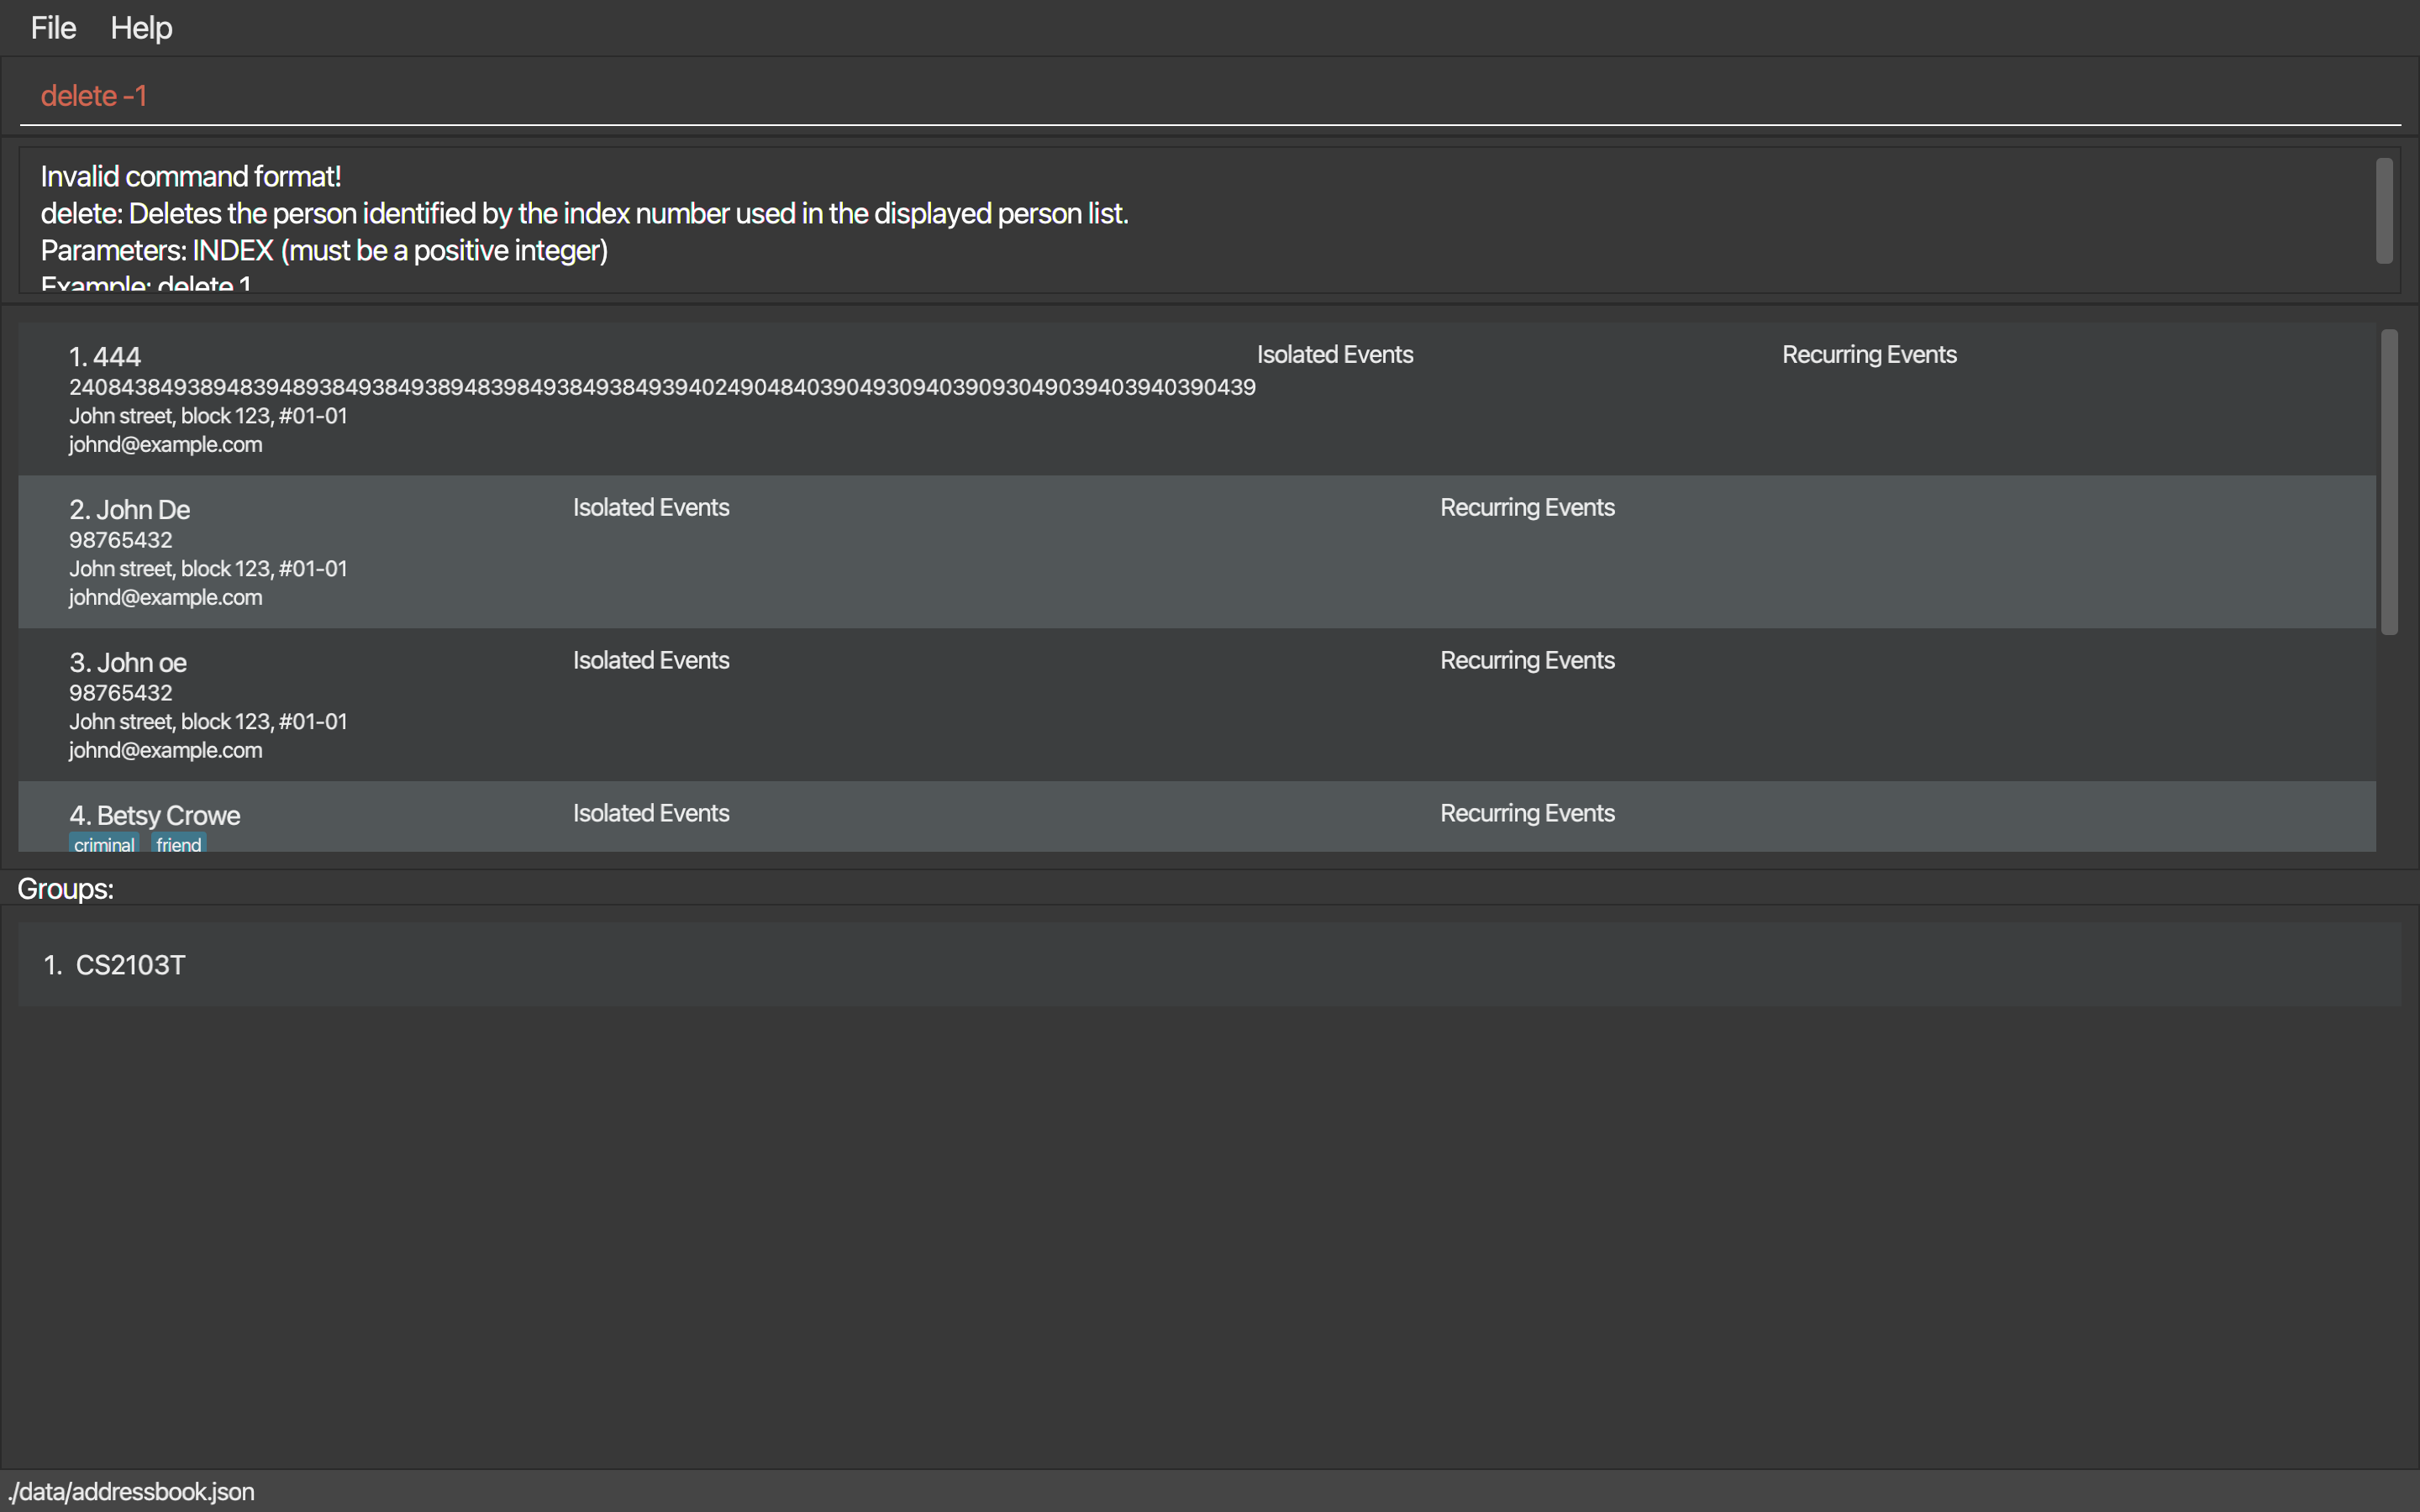 File Help
delete -1
Invalid command format!
delete: Deletes the person identified by the index number used in the displayed person list.
Parameters: INDEX (must be a positive integer)
Example: delete 1
1. 444 Isolated Events Recurring Events
24084384938948394893849384938948398493849384939402490484039049309403909304903940394039​0439
John street, block 123, #01-01
johnd@example.com
2. John De Isolated Events Recurring Events
98765432
John street, block 123, #01-01
johnd@example.com
3. John oe Isolated Events Recurring Events
98765432
John street, block 123, #01-01
johnd@example.com
4. Betsy Crowe Isolated Events Recurring Events
criminal friend
Groups:
1. CS2103T
./data/addressbook.json